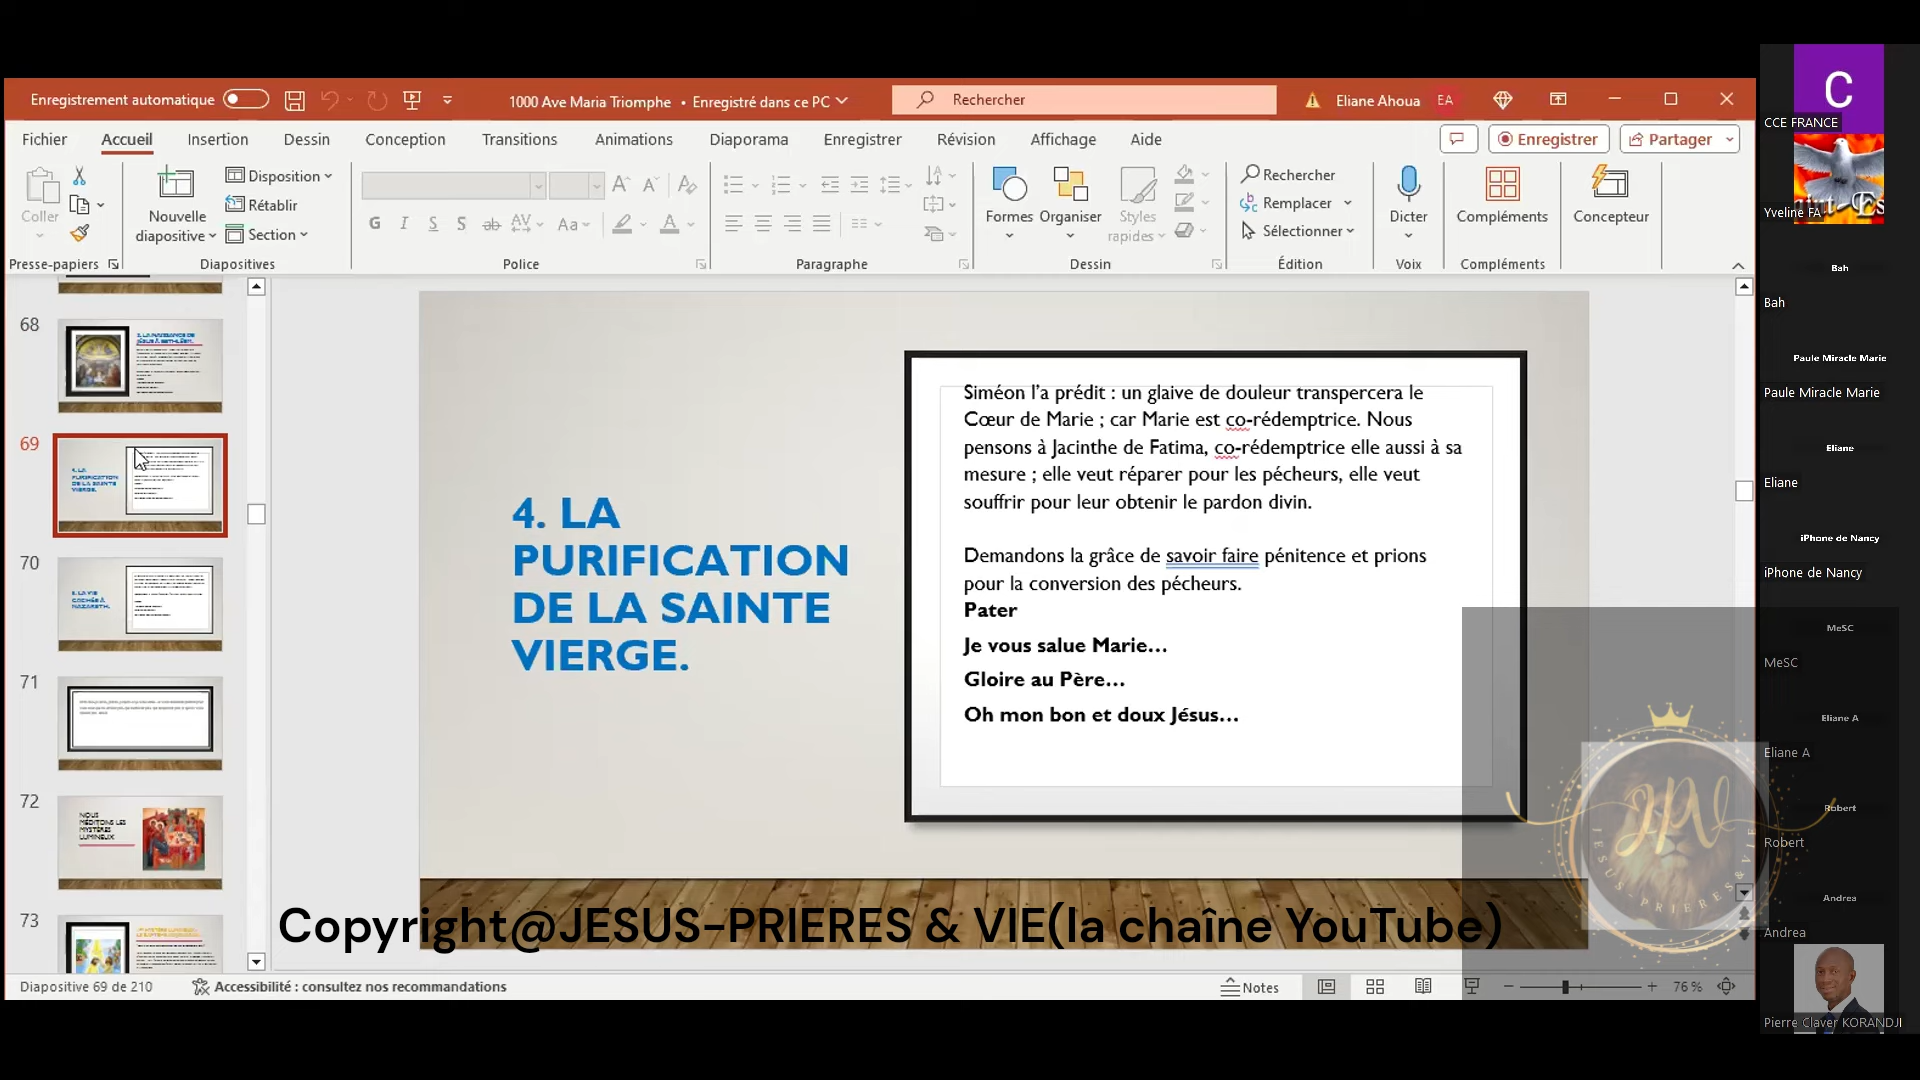 Enregistrement automatique
1000 Ave Maria Triomphe • Enregistré dans ce PC
Rechercher
Eliane Ahoua EA
Fichier Accueil Insertion Dessin Conception Transitions Animations Diaporama Enregistrer Révision Affichage Aide
Enregistrer Partager
Coller
Nouvelle
diapositive
Disposition
Rétablir
Section
Formes Organiser Styles
rapides
Rechercher
Remplacer
Sélectionner
Dicter
Compléments
Concepteur
Presse-papiers Diapositives Police Paragraphe Dessin Édition Voix Compléments
68
69
70
71
72
NOUS
MÉDITONS LES
MYSTÈRES
LUMINEUX
73
4. LA
PURIFICATION
DE LA SAINTE
VIERGE.
Siméon l’a prédit : un glaive de douleur transpercera le
Cœur de Marie ; car Marie est co-rédemptrice. Nous
pensons à Jacinthe de Fatima, co-rédemptrice elle aussi à sa
mesure ; elle veut réparer pour les pécheurs, elle veut
souffrir pour leur obtenir le pardon divin.
Demandons la grâce de savoir faire pénitence et prions
pour la conversion des pécheurs.
Pater
Je vous salue Marie…
Gloire au Père…
Oh mon bon et doux Jésus…
Copyright@JESUS-PRIERES & VIE(la chaîne YouTube)
Diapositive 69 de 210
Accessibilité : consultez nos recommandations
Notes
76 %
C
CCE FRANCE
Yveline FA
Bah
Bah
Paule Miracle Marie
Paule Miracle Marie
Eliane
Eliane
iPhone de Nancy
iPhone de Nancy
MeSC
MeSC
Eliane A
Eliane A
Robert
Robert
Andrea
Andrea
Pierre Claver KORANDJI
JPV
JESUS-PRIERES&VIE